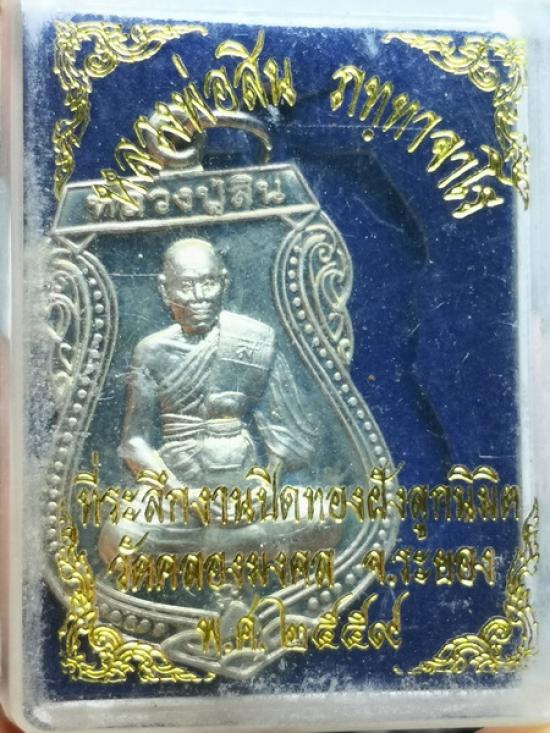 หลวงพ่อสิน ภทฺทาจาโร
หลวงปู่สิน
ที่ระลึกงานปิดทองฝังลูกนิมิต
วัดคลองมงคล จ.ระยอง
พ.ศ.๒๕๕๙